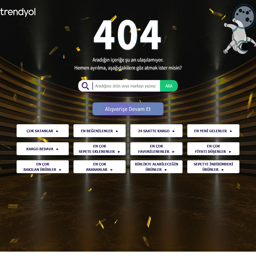 trendyol
404
Aradığın içeriğe şu an ulaşılamıyor.
Hemen ayrılma, aşağıdakilere göz atmak ister misin?
Aradığınız ürün veya markayı yazınız
ARA
Alışverişe Devam Et
ÇOK SATANLAR
EN BEĞENİLENLER
24 SAATTE KARGO
EN YENİ GELENLER
KARGO BEDAVA
EN ÇOK
SEPETE EKLENENLER
EN ÇOK
FAVORİLENENLER
EN ÇOK
FİYATI DÜŞENLER
EN ÇOK
BAKILAN ÜRÜNLER
EN ÇOK
ARANANLAR
BİRLİKTE ALABİLECEĞİN
ÜRÜNLER
SEPETTE İNDİRİMDEKİ
ÜRÜNLER